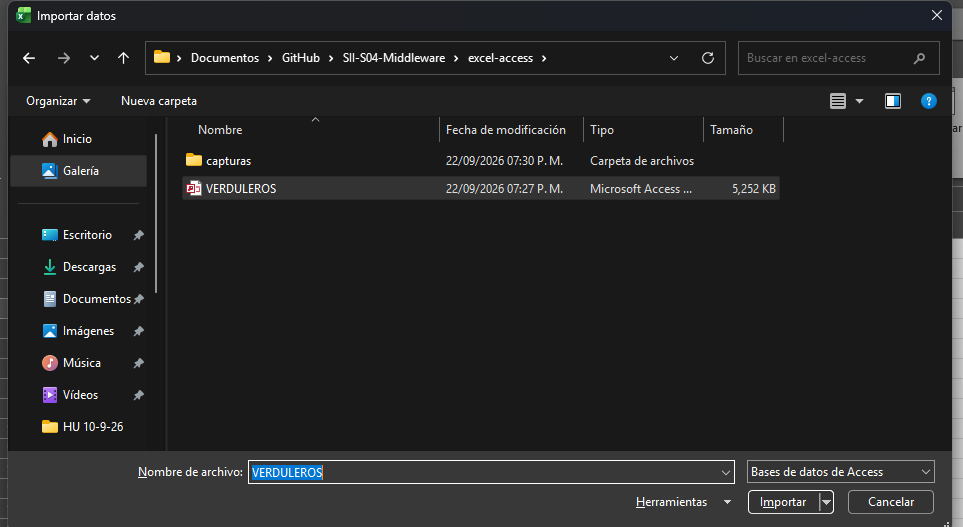 Importar datos
Documentos > GitHub > SII-S04-Middleware > excel-access >
Buscar en excel-access
Organizar Nueva carpeta
Nombre Fecha de modificación Tipo Tamaño
capturas 22/09/2026 07:30 P. M. Carpeta de archivos
VERDULEROS 22/09/2026 07:27 P. M. Microsoft Access ... 5,252 KB
Inicio
Galería
Escritorio
Descargas
Documentos
Imágenes
Música
Vídeos
HU 10-9-26
Nombre de archivo: VERDULEROS
Bases de datos de Access
Herramientas Importar Cancelar
ar